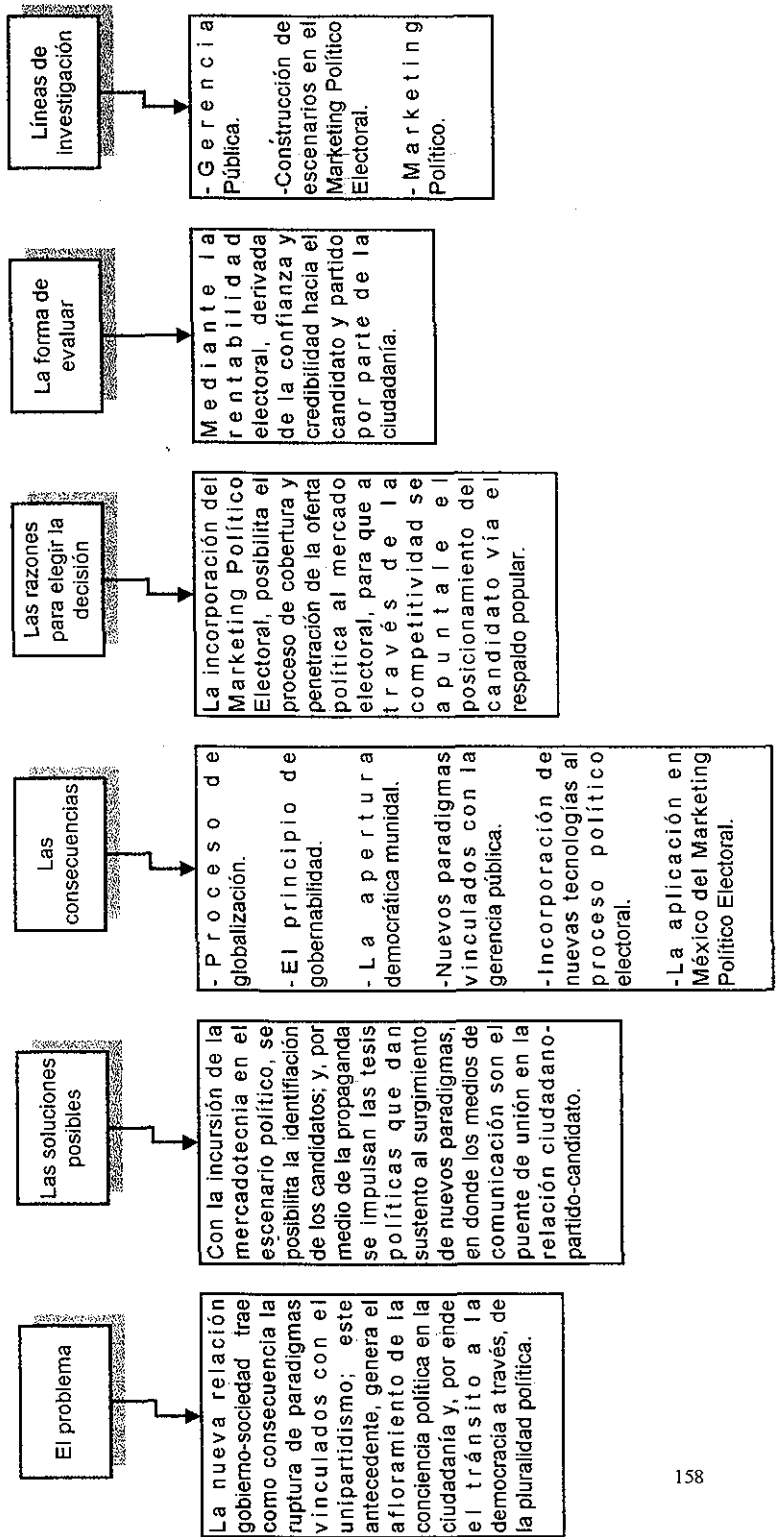 El problema
La nueva relación
gobierno-sociedad trae
como consecuencia la
ruptura de paradigmas
vinculados con el
unipartidismo; este
antecedente, genera el
afloramiento de la
conciencia política en la
ciudadanía y, por ende
el tránsito a la
democracia a través, de
la pluralidad política.
Las soluciones
posibles
Con la incursión de la
mercadotecnia en el
escenario político, se
posibilita la identifiación
de los candidatos; y, por
medio de la propaganda
se impulsan las tesis
políticas que dan
sustento al surgimiento
de nuevos paradigmas,
en donde los medios de
comunicación son el
puente de unión en la
relación ciudadano-
partido-candidato.
Las
consecuencias
- Proceso de
globalización.
- El principio de
gobernabilidad.
- La apertura
democrática munidal.
-Nuevos paradigmas
vinculados con la
gerencia pública.
-Incorporación de
nuevas tecnologías al
proceso político
electoral.
-La aplicación en
México del Marketing
Político Electoral.
Las razones
para elegir la
decisión
La incorporación del
Marketing Político
Electoral, posibilita el
proceso de cobertura y
penetración de la oferta
política al mercado
electoral, para que a
través de la
competitividad se
apuntale el
posicionamiento del
candidato vía el
respaldo popular.
La forma de
evaluar
Mediante la
rentabilidad
electoral, derivada
de la confianza y
credibilidad hacia el
candidato y partido
por parte de la
ciudadanía.
Líneas de
investigación
- Gerencia
Pública.
-Construcción de
escenarios en el
Marketing Político
Electoral.
- Marketing
Político.
158